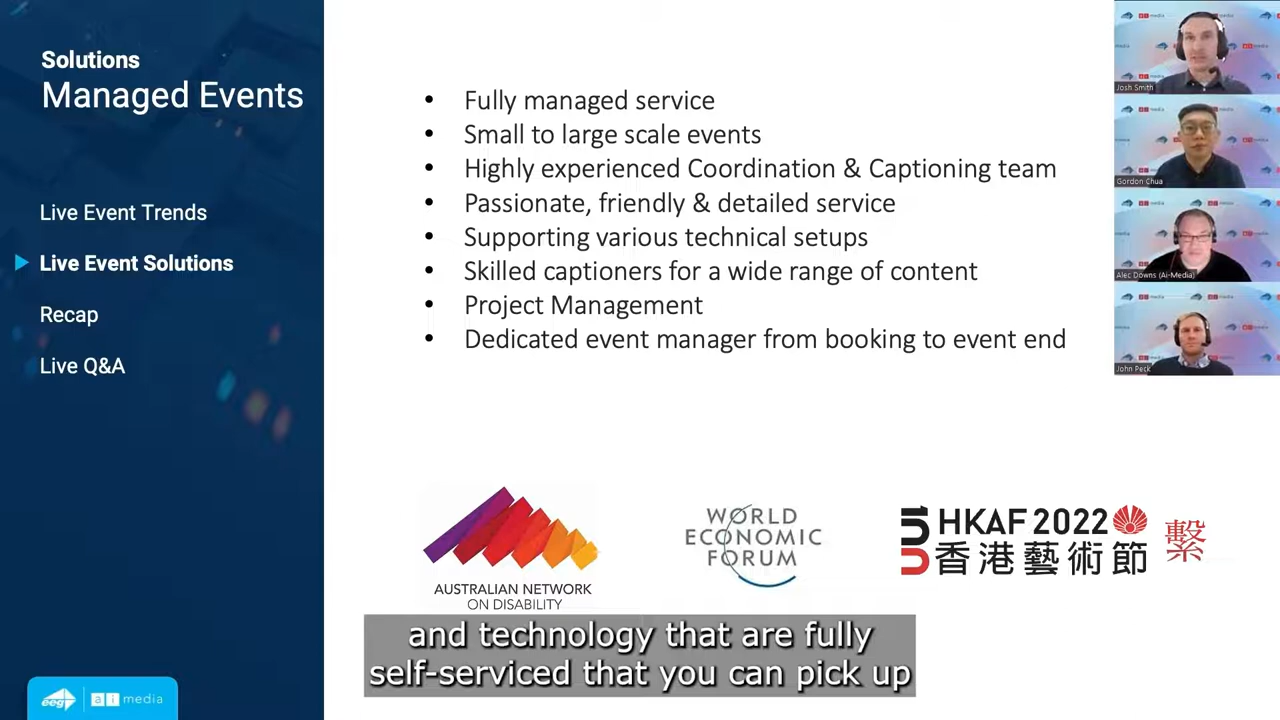 Solutions
Managed Events
Live Event Trends
Live Event Solutions
Recap
Live Q&A
eeg
ai media
• Fully managed service
• Small to large scale events
• Highly experienced Coordination & Captioning team
• Passionate, friendly & detailed service
• Supporting various technical setups
• Skilled captioners for a wide range of content
• Project Management
• Dedicated event manager from booking to event end
AUSTRALIAN NETWORK
ON DISABILITY
WORLD
ECONOMIC
FORUM
HKAF 2022
香港藝術節
繫
and technology that are fully
self-serviced that you can pick up
Josh Smith
Gordon Chua
Alec Downs (Ai-Media)
John Peck